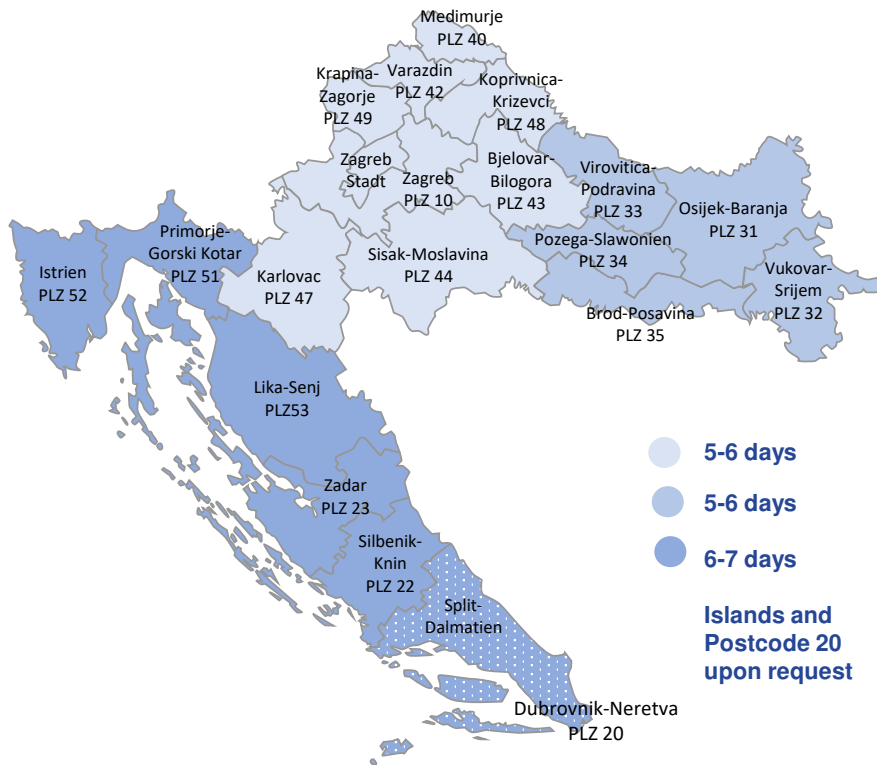 Medimurje
PLZ 40
Varazdin
PLZ 42
Krapina-
Zagorje
PLZ 49
Koprivnica-
Krizevci
PLZ 48
Zagreb
Stadt
Zagreb
PLZ 10
Bjelovar-
Bilogora
PLZ 43
Virovitica-
Podravina
PLZ 33
Osijek-Baranja
PLZ 31
Primorje-
Gorski Kotar
PLZ 51
Istrien
PLZ 52
Karlovac
PLZ 47
Sisak-Moslavina
PLZ 44
Pozega-Slawonien
PLZ 34
Vukovar-
Srijem
PLZ 32
Brod-Posavina
PLZ 35
Lika-Senj
PLZ53
Zadar
PLZ 23
Silbenik-
Knin
PLZ 22
Split-
Dalmatien
Dubrovnik-Neretva
PLZ 20
5-6 days
5-6 days
6-7 days
Islands and
Postcode 20
upon request